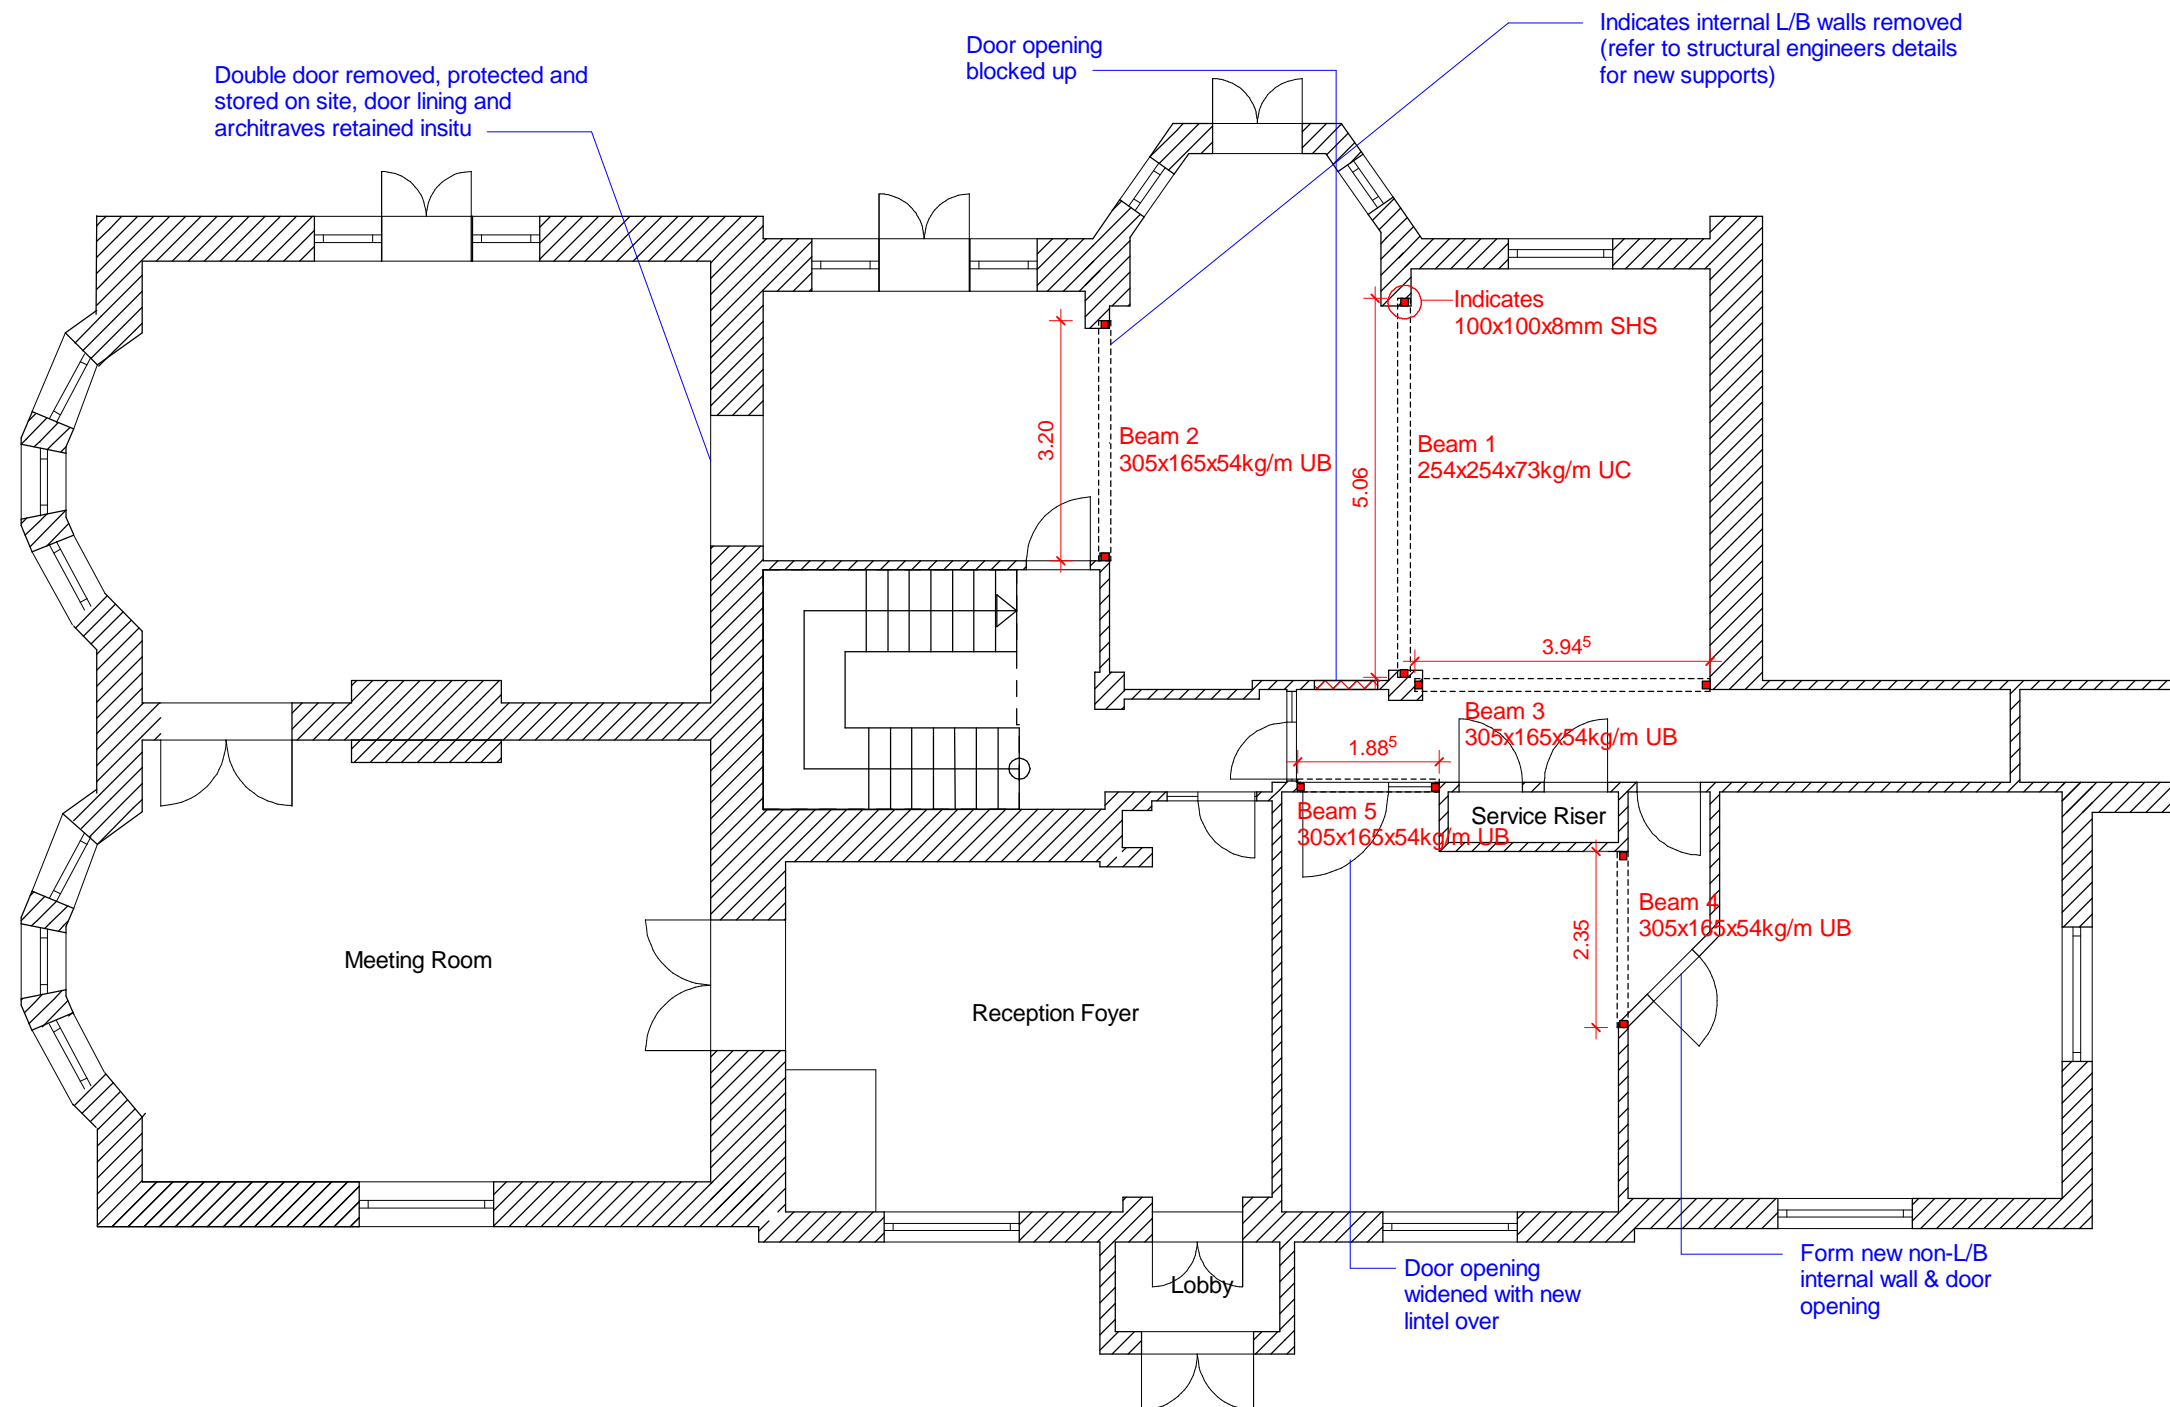 Indicates internal L/B walls removed
(refer to structural engineers details
for new supports)
Door opening
blocked up
Double door removed, protected and
stored on site, door lining and
architraves retained insitu
Indicates
100x100x8mm SHS
3.20
Beam 2
305x165x54kg/m UB
5.06
Beam 1
254x254x73kg/m UC
3.94⁵
Beam 3
305x165x54kg/m UB
1.88⁵
Beam 5
305x165x54kg/m UB
Service Riser
Beam 4
305x165x54kg/m UB
2.35
Meeting Room
Reception Foyer
Lobby
Door opening
widened with new
lintel over
Form new non-L/B
internal wall & door
opening